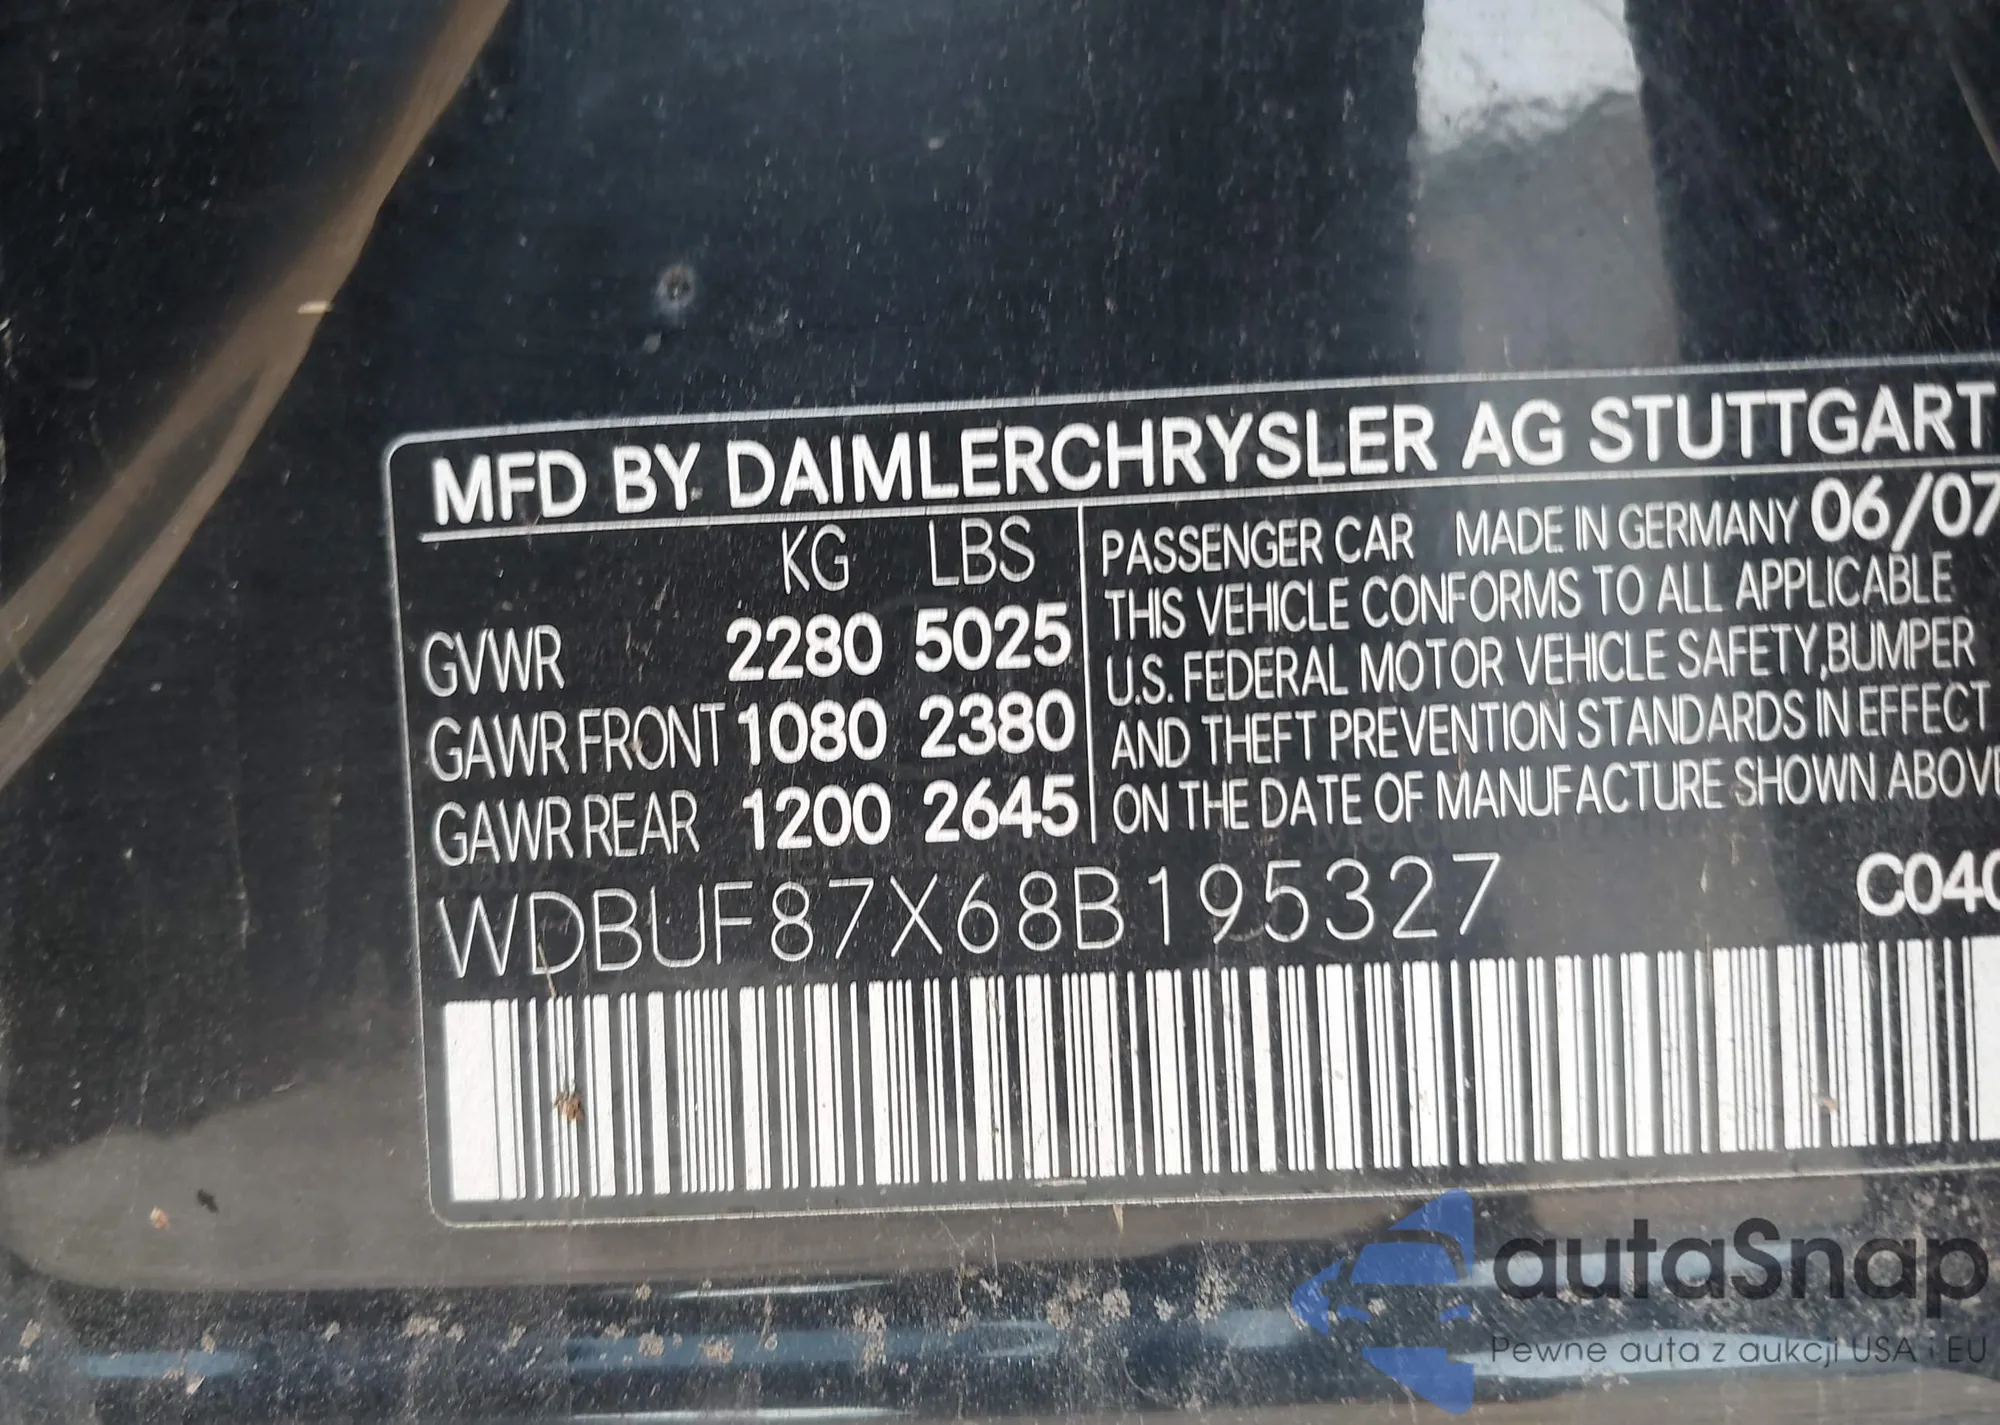 MFD BY DAIMLERCHRYSLER AG STUTTGART
KG LBS
GVWR 2280 5025
GAWR FRONT 1080 2380
GAWR REAR 1200 2645
PASSENGER CAR MADE IN GERMANY 06/07
THIS VEHICLE CONFORMS TO ALL APPLICABLE
U.S. FEDERAL MOTOR VEHICLE SAFETY,BUMPER
AND THEFT PREVENTION STANDARDS IN EFFECT
ON THE DATE OF MANUFACTURE SHOWN ABOVE
WDBUF87X68B195327
C040
autaSnap
Pewne auta z aukcji USA i EU